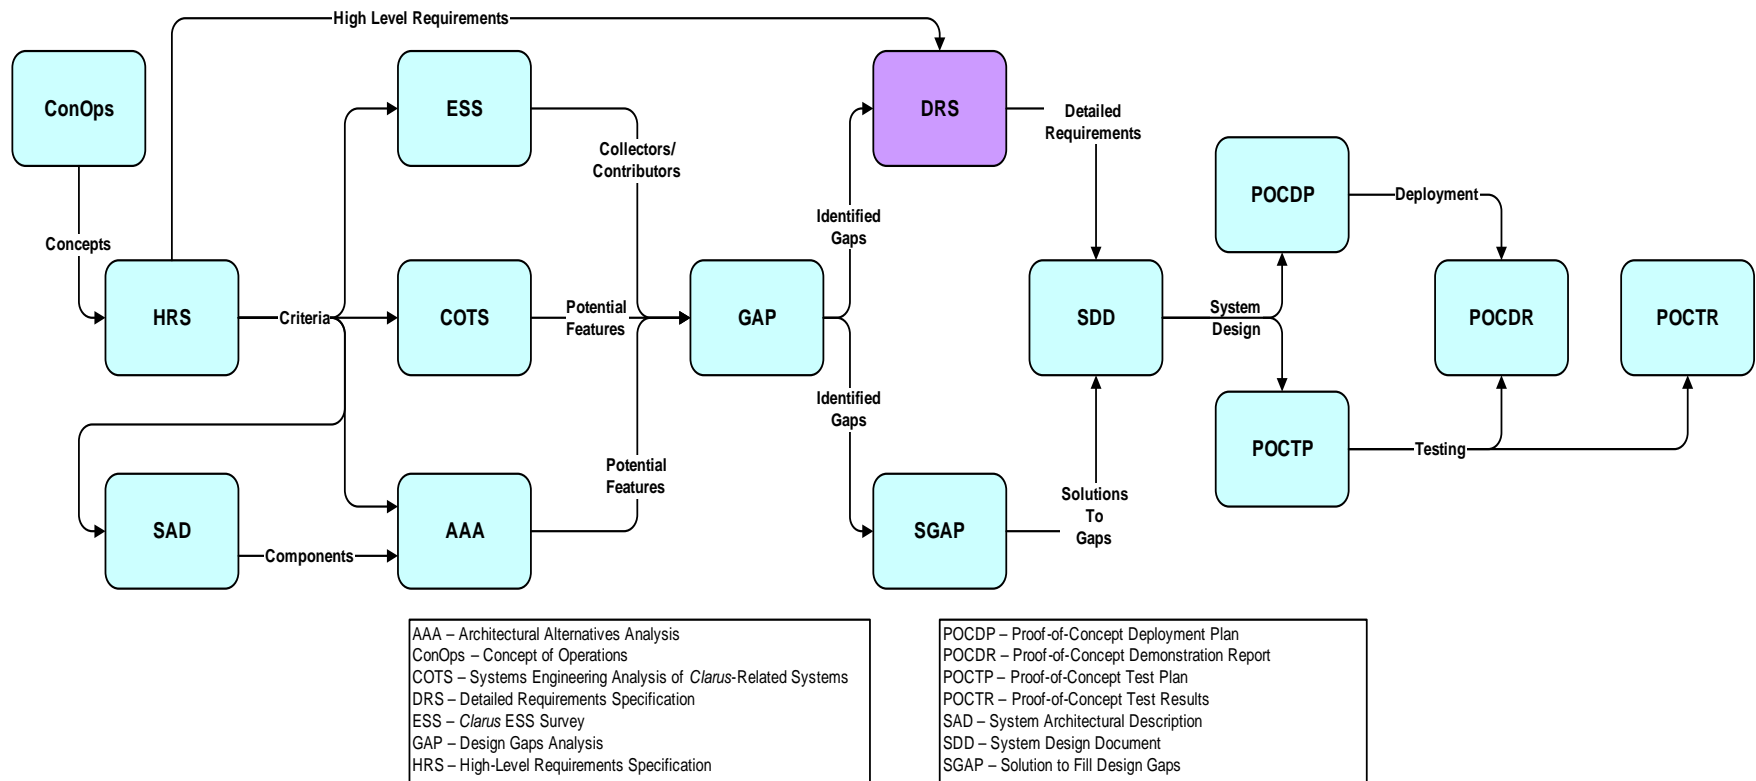 High Level Requirements
ConOps
ESS
DRS
Detailed
Requirements
Collectors/
Contributors
POCDP
Deployment
Identified
Gaps
Concepts
HRS
Criteria
COTS
Potential
Features
GAP
SDD
System
Design
POCDR
POCTR
Identified
Gaps
POCTP
Testing
Potential
Features
SAD
Components
AAA
SGAP
Solutions
To
Gaps
AAA – Architectural Alternatives Analysis
ConOps – Concept of Operations
COTS – Systems Engineering Analysis of Clarus-Related Systems
DRS – Detailed Requirements Specification
ESS – Clarus ESS Survey
GAP – Design Gaps Analysis
HRS – High-Level Requirements Specification
POCDP – Proof-of-Concept Deployment Plan
POCDR – Proof-of-Concept Demonstration Report
POCTP – Proof-of-Concept Test Plan
POCTR – Proof-of-Concept Test Results
SAD – System Architectural Description
SDD – System Design Document
SGAP – Solution to Fill Design Gaps